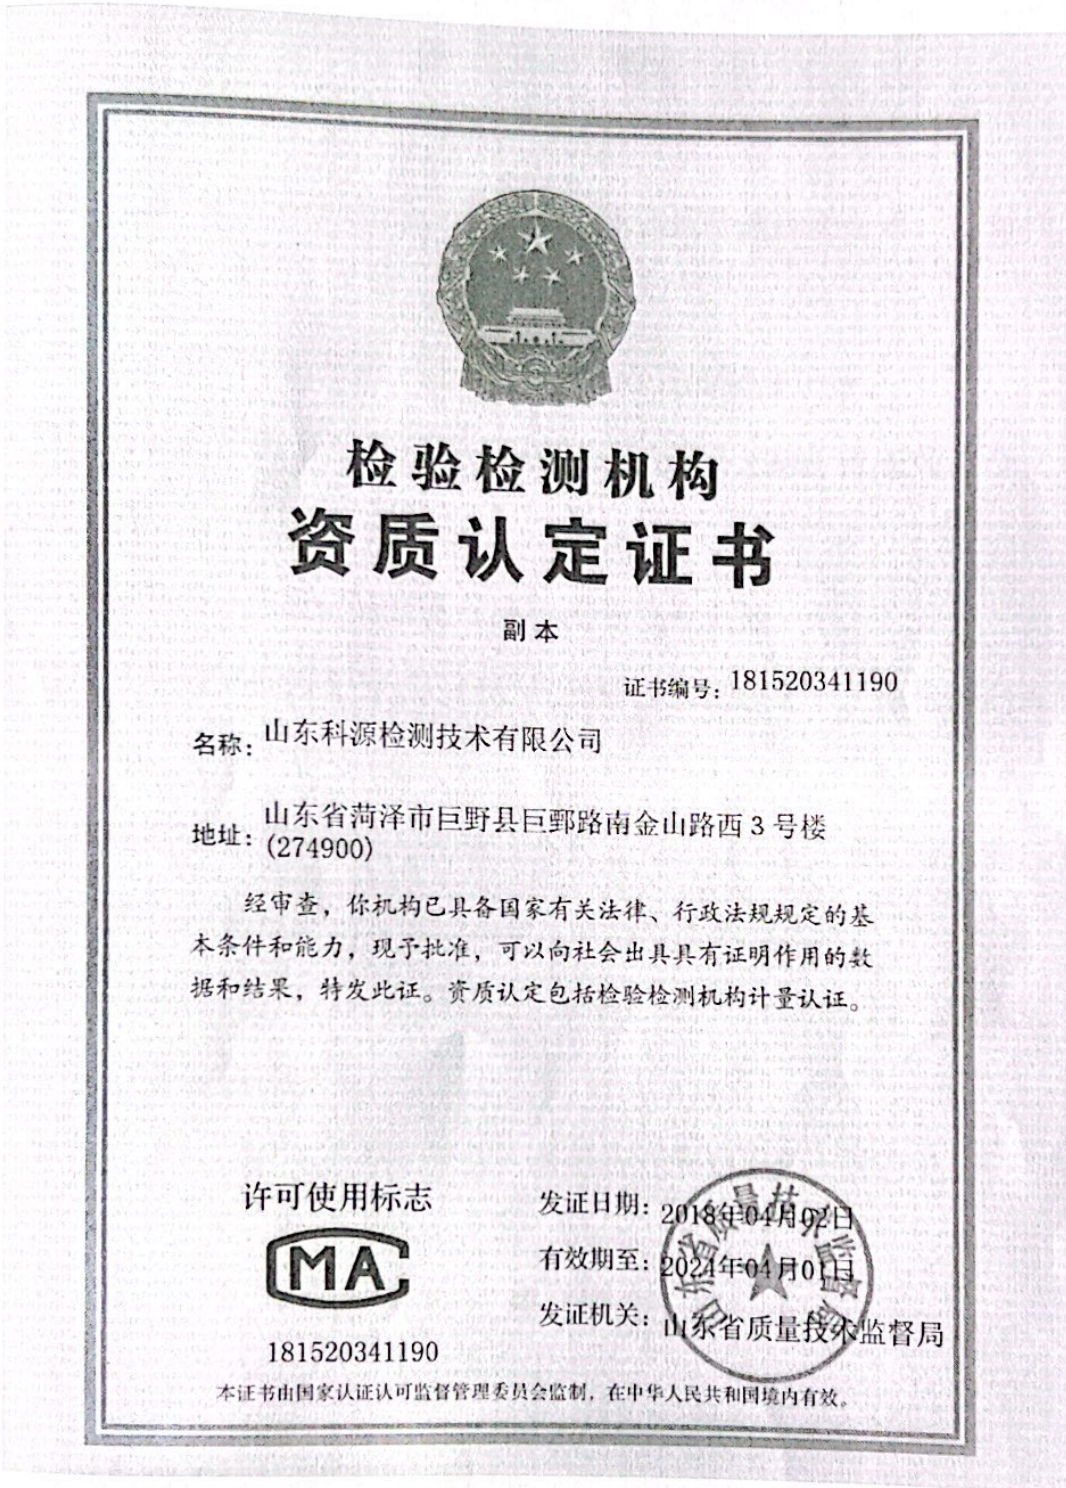 检验检测机构
资质认定证书
副本
证书编号：181520341190
名称：山东科源检测技术有限公司
地址：山东省菏泽市巨野县巨鄄路南金山路西3号楼
(274900)
经审查，你机构已具备国家有关法律、行政法规规定的基
本条件和能力，现予批准，可以向社会出具具有证明作用的数
据和结果，特发此证。资质认定包括检验检测机构计量认证。
许可使用标志
MA
181520341190
发证日期：2018年04月02日
有效期至：2024年04月01日
发证机关：山东省质量技术监督局
山东省质量技术监督局
本证书由国家认证认可监督管理委员会监制，在中华人民共和国境内有效。